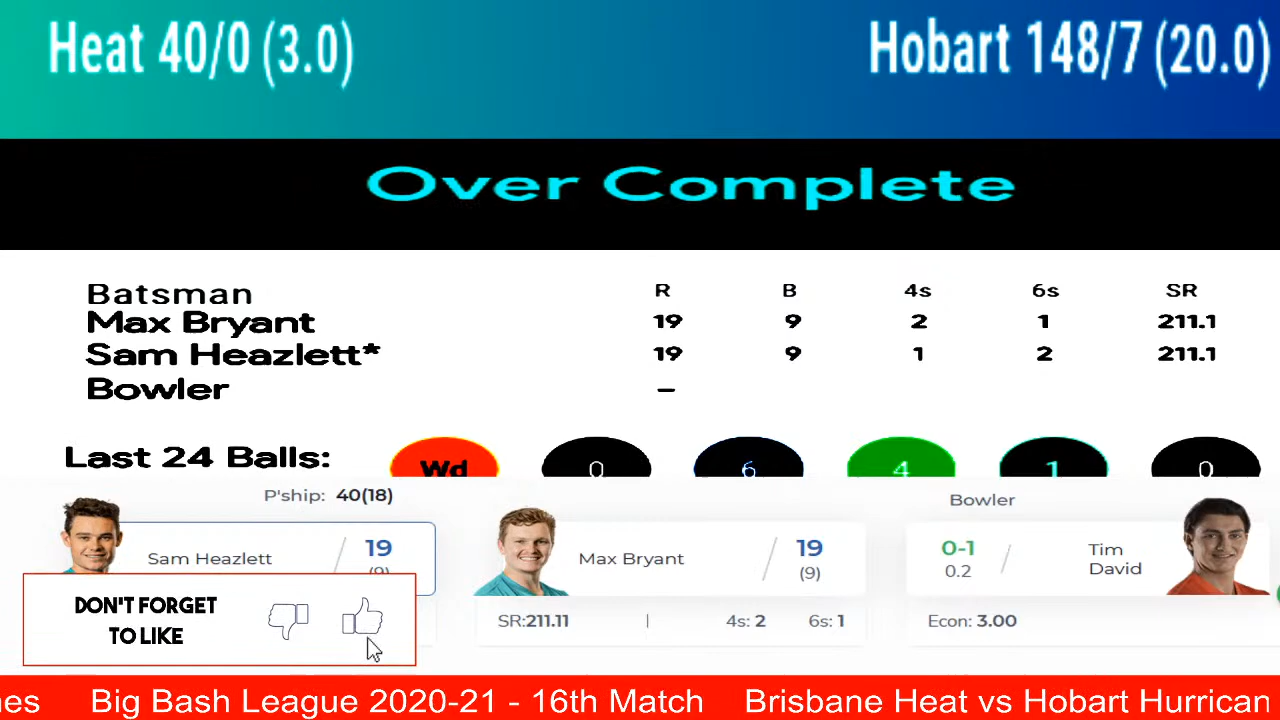 Heat 40/0 (3.0)
Hobart 148/7 (20.0)
Over Complete
Batsman R B 4s 6s SR
Max Bryant 19 9 2 1 211.1
Sam Heazlett* 19 9 1 2 211.1
Bowler –
Last 24 Balls: Wd 0 6 4 1 0
P'ship: 40(18)
Bowler
Sam Heazlett 19
(9)
Max Bryant 19
(9)
0-1
0.2
Tim
David
DON'T FORGET
TO LIKE
SR:211.11 4s: 2 6s: 1
Econ: 3.00
nes Big Bash League 2020-21 - 16th Match Brisbane Heat vs Hobart Hurrican